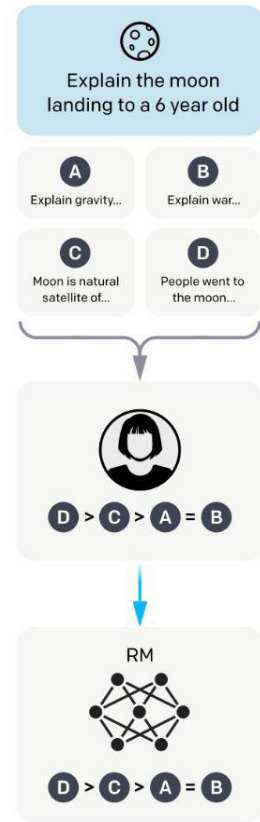 Explain the moon
landing to a 6 year old
A
Explain gravity...
B
Explain war...
C
Moon is natural
satellite of...
D
People went to
the moon...
D > C > A = B
RM
D > C > A = B